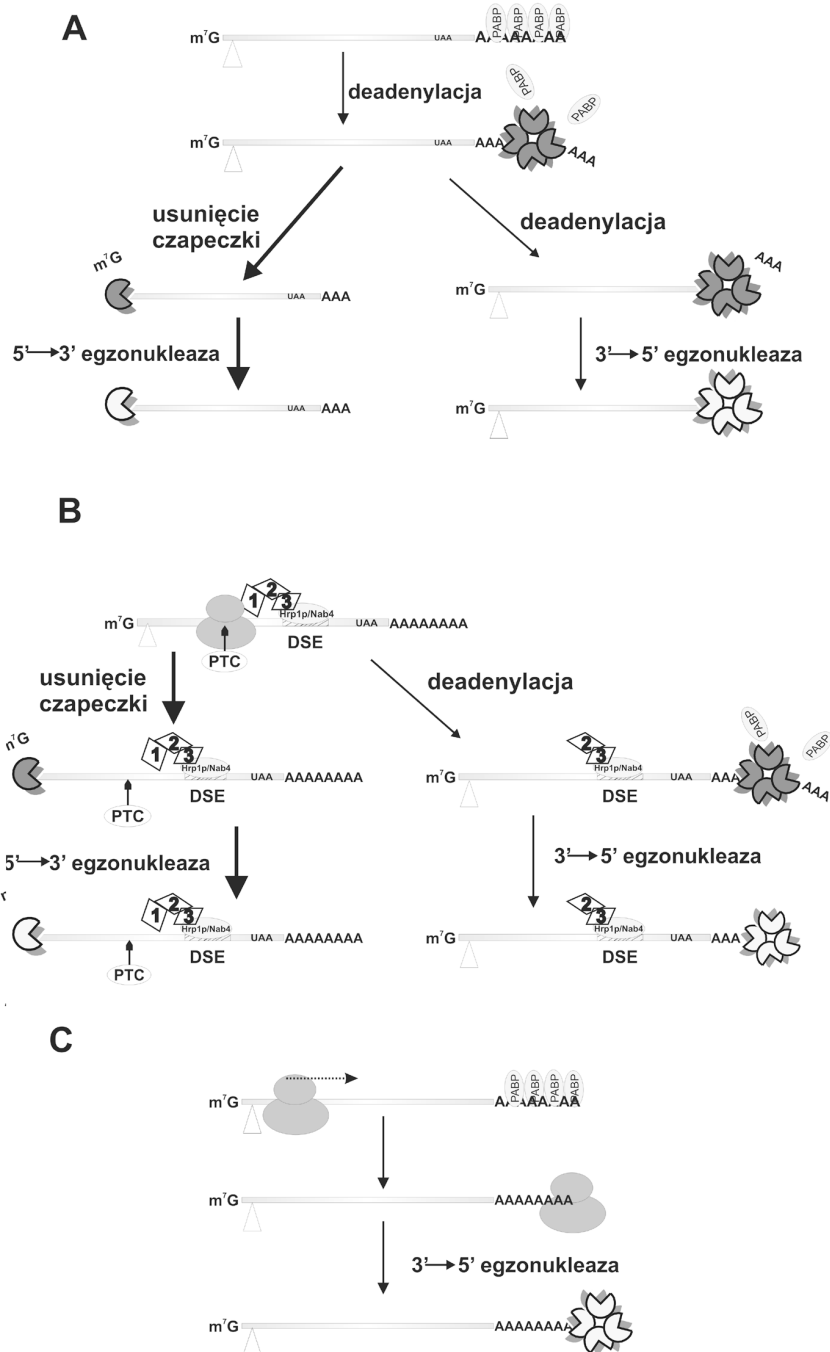 A
PABP PABP PABP PABP
m⁷G UAA AAAAAAAA
deadenylacja
PABP
PABP
m⁷G UAA AAA AAA
usunięcie
czapeczki
deadenylacja
m⁷G
AAA
UAA AAA
m⁷G
5’→3’ egzonukleaza
3’→5’ egzonukleaza
UAA AAA
m⁷G
B
1 2 3
Hrp1p/Nab4
m⁷G UAA AAAAAAAA
DSE
PTC
usunięcie
czapeczki
deadenylacja
PABP
PABP
7G
1 2 3
Hrp1p/Nab4
UAA AAAAAAAA
DSE
PTC
2 3
Hrp1p/Nab4
m⁷G UAA AAA AAA
DSE
5’→3’ egzonukleaza
3’→5’ egzonukleaza
1 2 3
Hrp1p/Nab4
UAA AAAAAAAA
DSE
PTC
2 3
Hrp1p/Nab4
m⁷G UAA AAA
DSE
C
PABP PABP PABP PABP
m⁷G AAAAAAAA
m⁷G AAAAAAAA
3’→5’ egzonukleaza
m⁷G AAAAAAAA